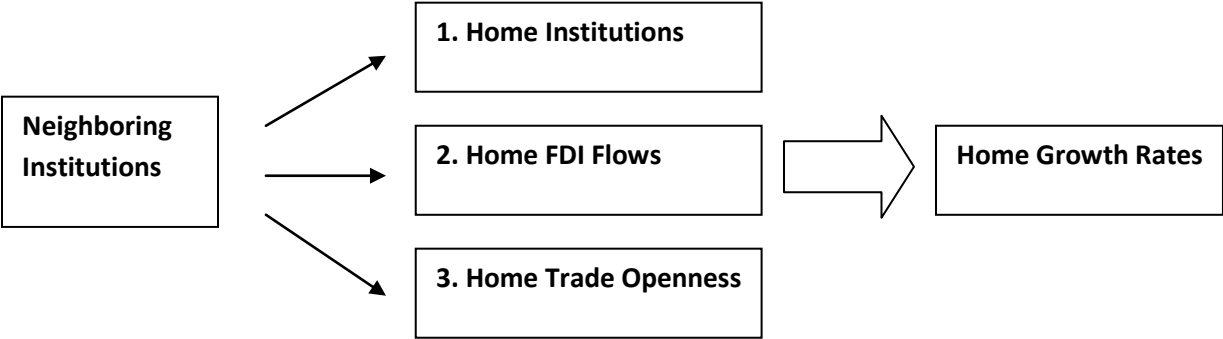 Neighboring
Institutions
1. Home Institutions
2. Home FDI Flows
3. Home Trade Openness
Home Growth Rates